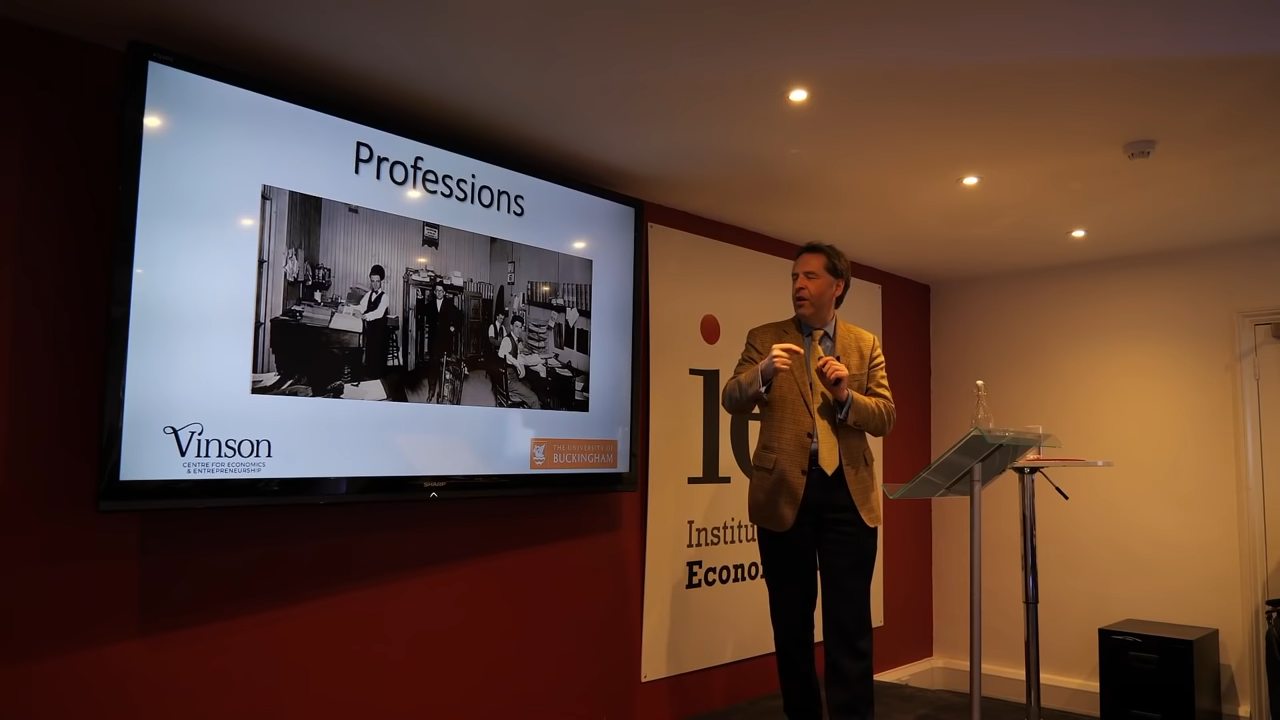 Professions
Vinson
CENTRE FOR ECONOMICS
& ENTREPRENEURSHIP
THE UNIVERSITY OF
BUCKINGHAM
SHARP
ie
Institu
Econo